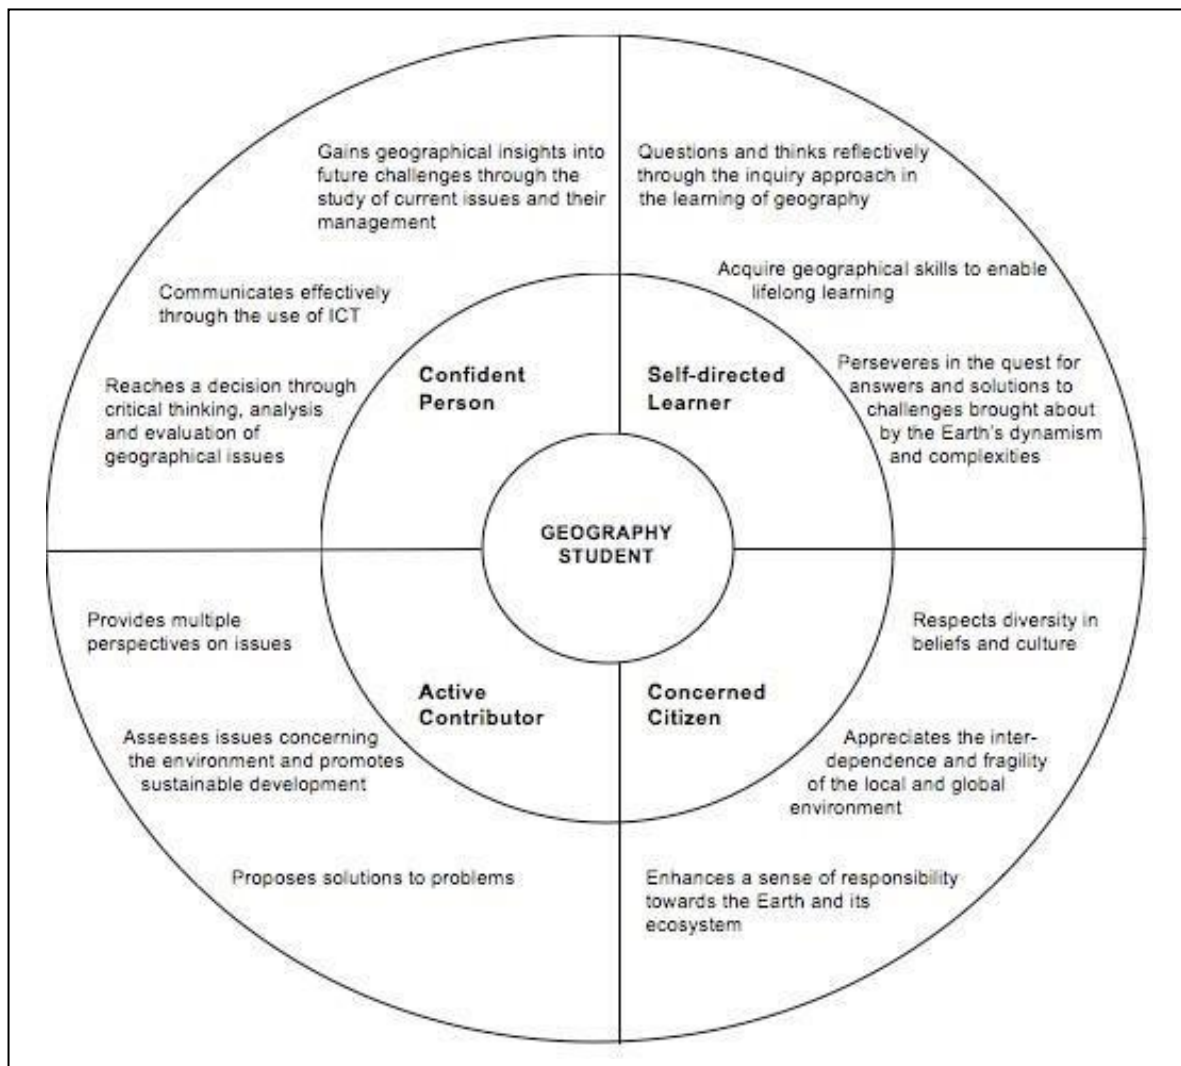 Gains geographical insights into
future challenges through the
study of current issues and their
management
Communicates effectively
through the use of ICT
Reaches a decision through
critical thinking, analysis
and evaluation of
geographical issues
Confident
Person
Questions and thinks reflectively
through the inquiry approach in
the learning of geography
Acquire geographical skills to enable
lifelong learning
Perseveres in the quest for
answers and solutions to
challenges brought about
by the Earth's dynamism
and complexities
Self-directed
Learner
GEOGRAPHY
STUDENT
Provides multiple
perspectives on issues
Assesses issues concerning
the environment and promotes
sustainable development
Proposes solutions to problems
Active
Contributor
Concerned
Citizen
Respects diversity in
beliefs and culture
Appreciates the inter-
dependence and fragility
of the local and global
environment
Enhances a sense of responsibility
towards the Earth and its
ecosystem